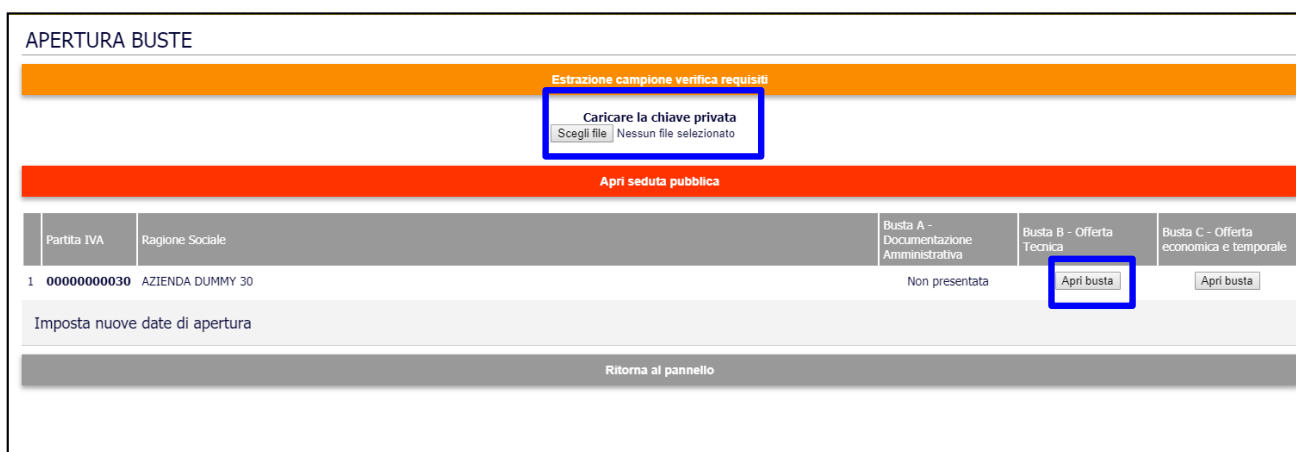 APERTURA BUSTE
Estrazione campione verifica requisiti
Caricare la chiave privata
Scegli file Nessun file selezionato
Apri seduta pubblica
Partita IVA
Ragione Sociale
Busta A -
Documentazione
Amministrativa
Busta B - Offerta
Tecnica
Busta C - Offerta
economica e temporale
1 00000000030 AZIENDA DUMMY 30 Non presentata Apri busta Apri busta
Imposta nuove date di apertura
Ritorna al pannello